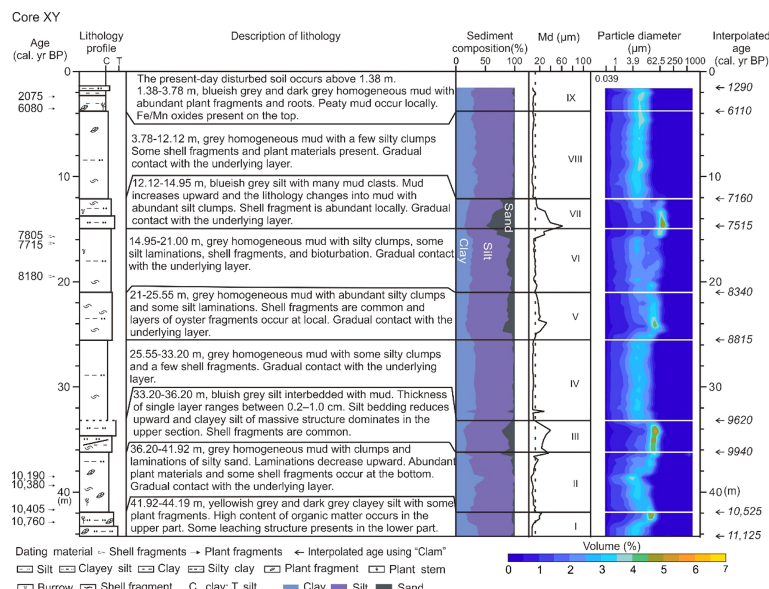 Core XY
Age
(cal. yr BP)
Lithology
profile
C T
Description of lithology
Sediment
composition(%)
0 50 100
Md (μm)
20 60 100
Particle diameter
(μm)
1 3.9 62.5 250 1000
0.039
Interpolated
age (cal. yr BP)
0
The present-day disturbed soil occurs above 1.38 m.
1.38-3.78 m, blueish grey and dark grey homogeneous mud with
abundant plant fragments and roots. Peaty mud occur locally.
Fe/Mn oxides present on the top.
3.78-12.12 m, grey homogeneous mud with a few silty clumps
Some shell fragments and plant materials present. Gradual
contact with the underlying layer.
12.12-14.95 m, blueish grey silt with many mud clasts. Mud
increases upward and the lithology changes into mud with
abundant silt clumps. Shell fragment is abundant locally. Gradual
contact with the underlying layer.
14.95-21.00 m, grey homogeneous mud with silty clumps, some
silt laminations, shell fragments, and bioturbation. Gradual contact
with the underlying layer.
21-25.55 m, grey homogeneous mud with abundant silty clumps
and some silt laminations. Shell fragments are common and
layers of oyster fragments occur at local. Gradual contact with the
underlying layer.
25.55-33.20 m, grey homogeneous mud with some silty clumps
and a few shell fragments. Gradual contact with the underlying
layer.
33.20-36.20 m, bluish grey silt interbedded with mud. Thickness
of single layer ranges between 0.2–1.0 cm. Silt bedding reduces
upward and clayey silt of massive structure dominates in the
upper section. Shell fragments are common.
36.20-41.92 m, grey homogeneous mud with clumps and
laminations of silty sand. Laminations decrease upward. Abundant
plant materials and some shell fragments occur at the bottom.
Gradual contact with the underlying layer.
41.92-44.19 m, yellowish grey and dark grey clayey silt with some
plant fragments. High content of organic matter occurs in the
upper part. Some leaching structure presents in the lower part.
2075
6080
10
7805
7715
8180
20
30
10,190
10,380
40
(m)
10,405
10,760
Clay
Silt
Sand
IX
VIII
VII
VI
V
IV
III
II
I
0
1290
6110
10
7160
7515
20
8340
8815
30
9620
9940
40 (m)
10,525
11,125
Dating material Shell fragments Plant fragments Interpolated age using "Clam"
Silt Clayey silt Clay Silty clay Plant fragment Plant stem
Burrow Shell fragment C, clay; T, silt Clay Silt Sand
Volume (%)
0 1 2 3 4 5 6 7